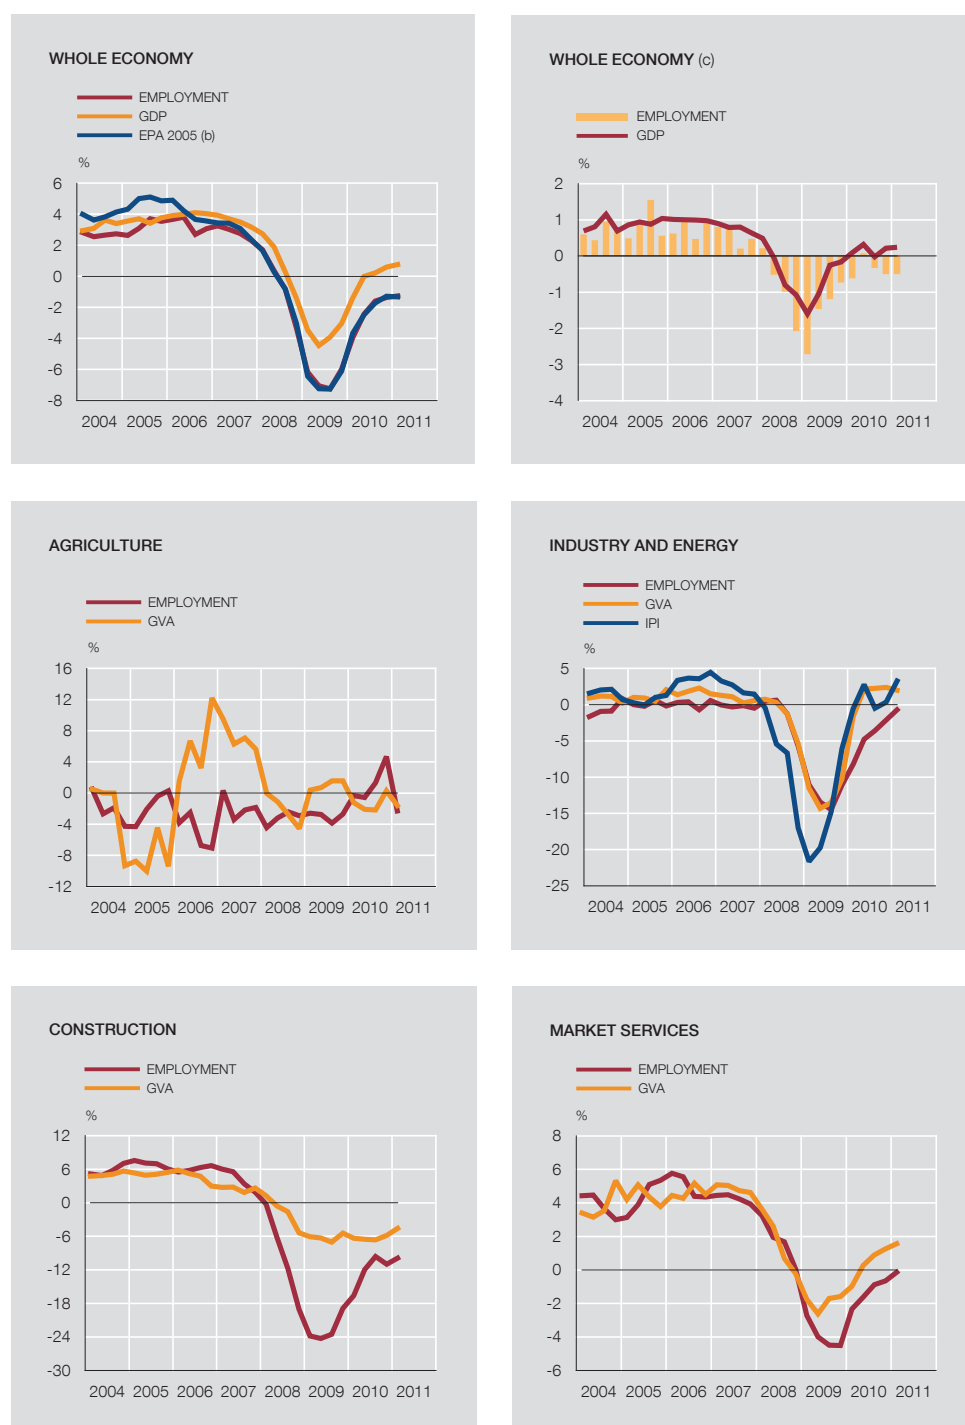 WHOLE ECONOMY
EMPLOYMENT
GDP
EPA 2005 (b)
%
6
4
2
0
-2
-4
-6
-8
2004 2005 2006 2007 2008 2009 2010 2011
WHOLE ECONOMY (c)
EMPLOYMENT
GDP
%
2
1
0
-1
-2
-3
-4
2004 2005 2006 2007 2008 2009 2010 2011
AGRICULTURE
EMPLOYMENT
GVA
%
16
12
8
4
0
-4
-8
-12
2004 2005 2006 2007 2008 2009 2010 2011
INDUSTRY AND ENERGY
EMPLOYMENT
GVA
IPI
%
5
0
-5
-10
-15
-20
-25
2004 2005 2006 2007 2008 2009 2010 2011
CONSTRUCTION
EMPLOYMENT
GVA
%
12
6
0
-6
-12
-18
-24
-30
2004 2005 2006 2007 2008 2009 2010 2011
MARKET SERVICES
EMPLOYMENT
GVA
%
8
6
4
2
0
-2
-4
-6
2004 2005 2006 2007 2008 2009 2010 2011